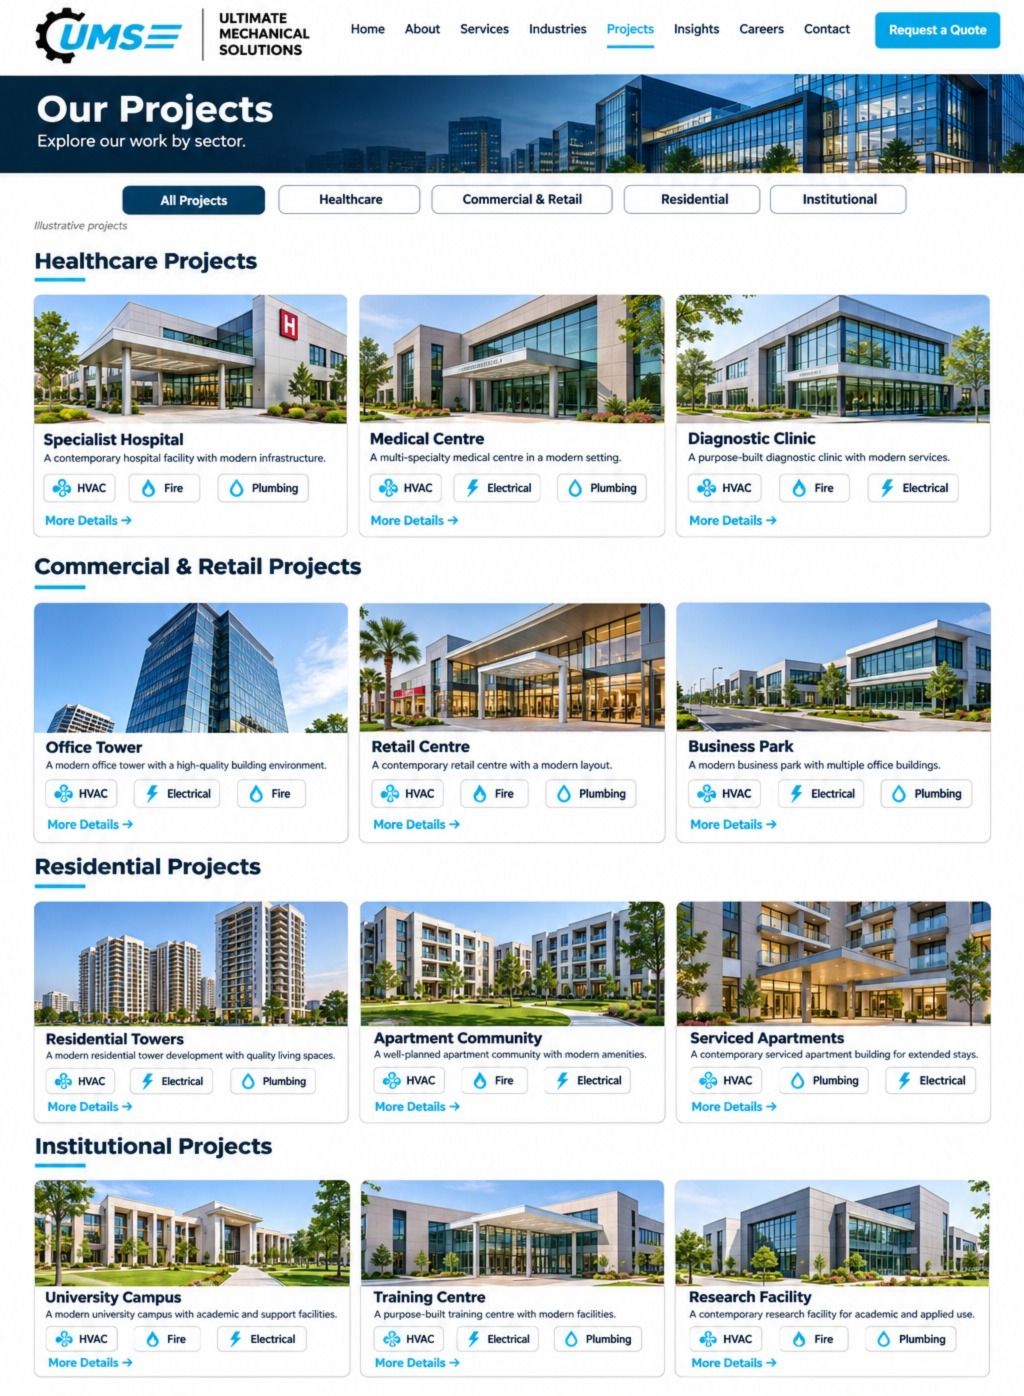 UMS
ULTIMATE
MECHANICAL
SOLUTIONS
Home About Services Industries Projects Insights Careers Contact Request a Quote
Our Projects
Explore our work by sector.
All Projects Healthcare Commercial & Retail Residential Institutional
Illustrative projects
Healthcare Projects
H
Specialist Hospital
A contemporary hospital facility with modern infrastructure.
HVAC Fire Plumbing
More Details →
Medical Centre
A multi-specialty medical centre in a modern setting.
HVAC Electrical Plumbing
More Details →
Diagnostic Clinic
A purpose-built diagnostic clinic with modern services.
HVAC Fire Electrical
More Details →
Commercial & Retail Projects
Office Tower
A modern office tower with a high-quality building environment.
HVAC Electrical Fire
More Details →
Retail Centre
A contemporary retail centre with a modern layout.
HVAC Fire Plumbing
More Details →
Business Park
A modern business park with multiple office buildings.
HVAC Electrical Plumbing
More Details →
Residential Projects
Residential Towers
A modern residential tower development with quality living spaces.
HVAC Electrical Plumbing
More Details →
Apartment Community
A well-planned apartment community with modern amenities.
HVAC Fire Electrical
More Details →
Serviced Apartments
A contemporary serviced apartment building for extended stays.
HVAC Plumbing Electrical
More Details →
Institutional Projects
University Campus
A modern university campus with academic and support facilities.
HVAC Fire Electrical
More Details →
Training Centre
A purpose-built training centre with modern facilities.
HVAC Electrical Plumbing
More Details →
Research Facility
A contemporary research facility for academic and applied use.
HVAC Fire Plumbing
More Details →